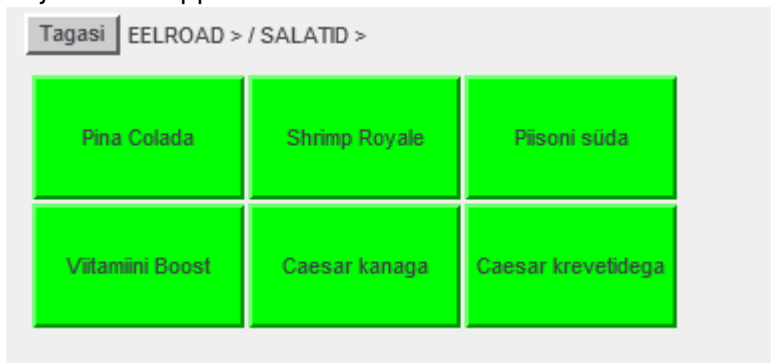 Tagasi EELROAD > / SALATID >
Pina Colada Shrimp Royale Piisoni süda
Viitamiini Boost Caesar kanaga Caesar krevetidega